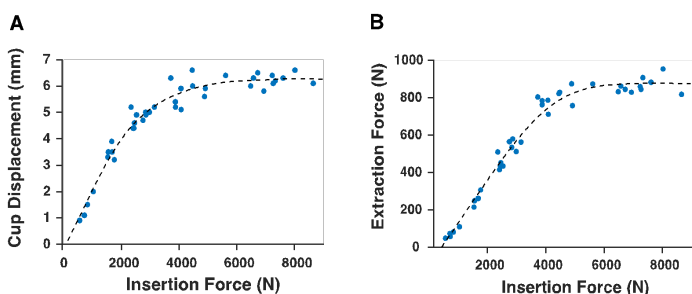 A
Cup Displacement (mm)
7
6
5
4
3
2
1
0
0 2000 4000 6000 8000
Insertion Force (N)
B
Extraction Force (N)
1000
800
600
400
200
0
2000 4000 6000 8000
Insertion Force (N)